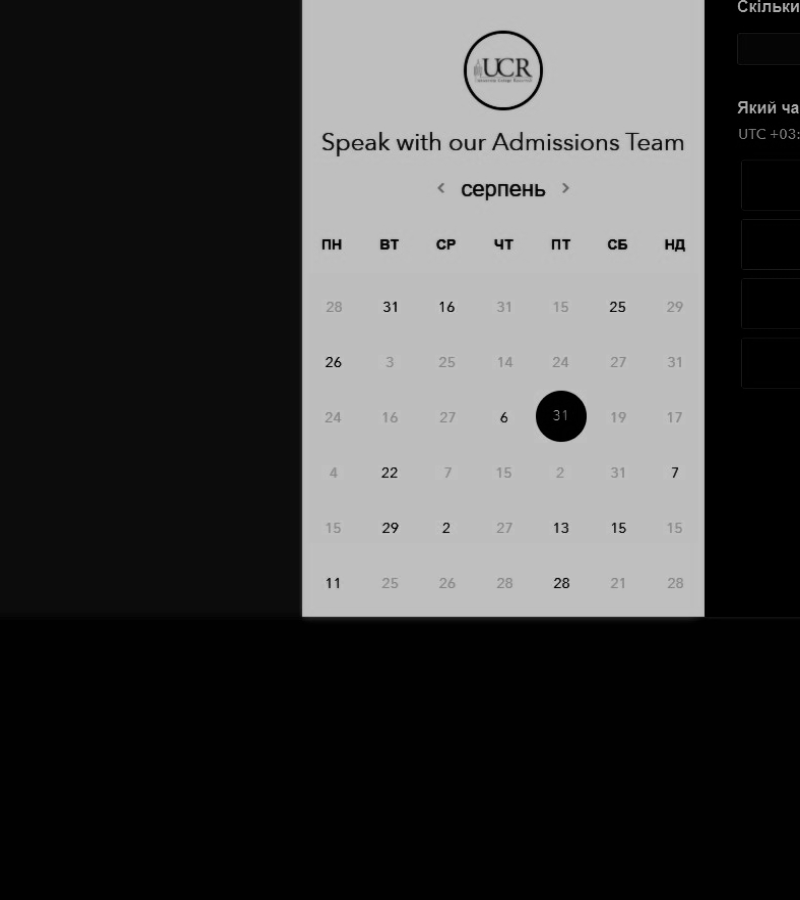 UCR
Speak with our Admissions Team
серпень
ПН ВТ СР ЧТ ПТ СБ НД
28 31 16 31 15 25 29
26 3 25 14 24 27 31
24 16 27 6 31 19 17
4 22 7 15 2 31 7
15 29 2 27 13 15 15
11 25 26 28 28 21 28
Скільки
Який ча
UTC +03: